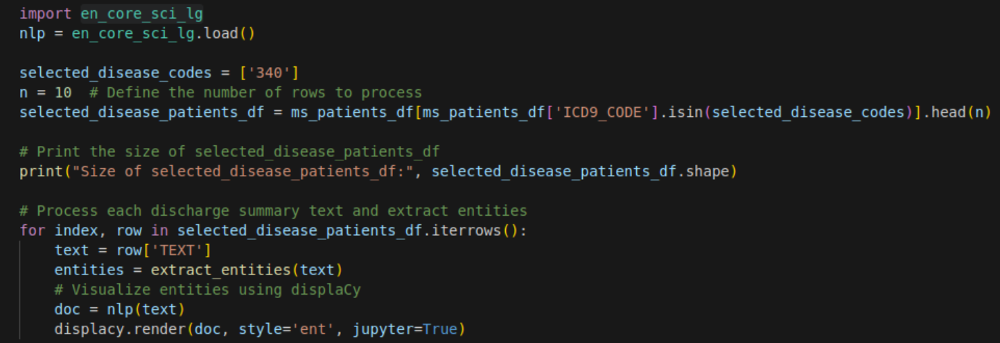 import en_core_sci_lg
nlp = en_core_sci_lg.load()
selected_disease_codes = ['340']
n = 10  # Define the number of rows to process
selected_disease_patients_df = ms_patients_df[ms_patients_df['ICD9_CODE'].isin(selected_disease_codes)].head(n)
# Print the size of selected_disease_patients_df
print("Size of selected_disease_patients_df:", selected_disease_patients_df.shape)
# Process each discharge summary text and extract entities
for index, row in selected_disease_patients_df.iterrows():
    text = row['TEXT']
    entities = extract_entities(text)
    # Visualize entities using displaCy
    doc = nlp(text)
    displacy.render(doc, style='ent', jupyter=True)